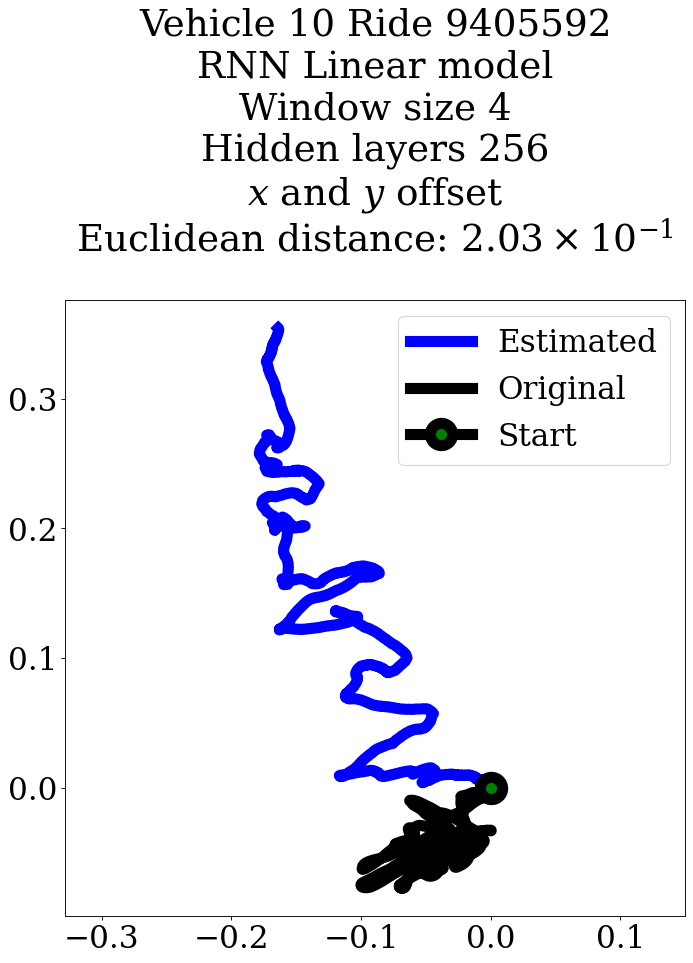 Vehicle 10 Ride 9405592
RNN Linear model
Window size 4
Hidden layers 256
x and y offset
Euclidean distance: 2.03 × 10⁻¹
Estimated
Original
Start
0.3
0.2
0.1
0.0
−0.3 −0.2 −0.1 0.0 0.1